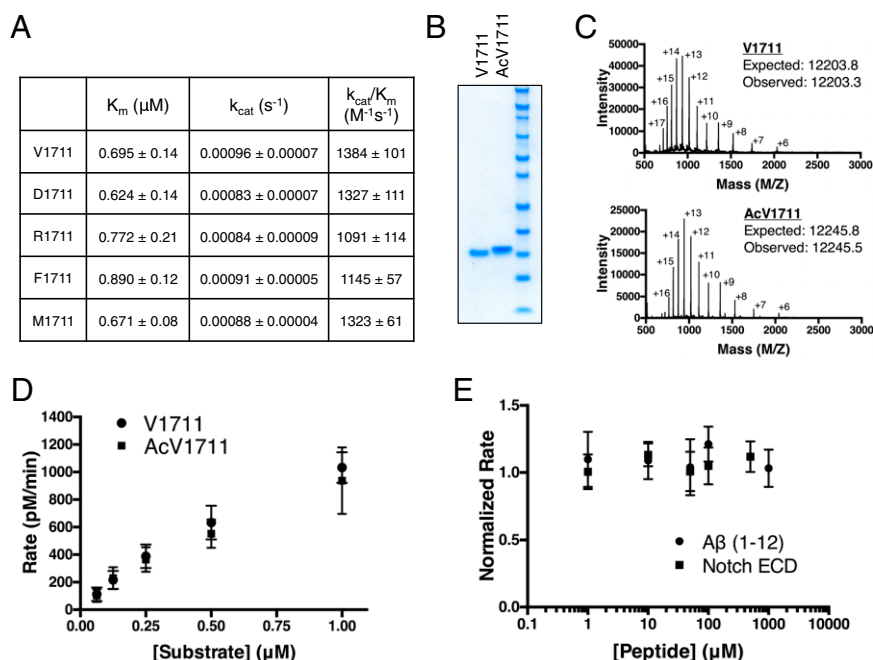 A
K_m (μM) k_cat (s⁻¹) k_cat/K_m (M⁻¹s⁻¹)
V1711 0.695 ± 0.14 0.00096 ± 0.00007 1384 ± 101
D1711 0.624 ± 0.14 0.00083 ± 0.00007 1327 ± 111
R1711 0.772 ± 0.21 0.00084 ± 0.00009 1091 ± 114
F1711 0.890 ± 0.12 0.00091 ± 0.00005 1145 ± 57
M1711 0.671 ± 0.08 0.00088 ± 0.00004 1323 ± 61
B
V1711
AcV1711
C
V1711
Expected: 12203.8
Observed: 12203.3
Intensity
50000
40000
30000
20000
10000
0
+17
+16
+15
+14
+13
+12
+11
+10
+9
+8
+7
+6
500 1000 1500 2000 2500 3000
Mass (M/Z)
AcV1711
Expected: 12245.8
Observed: 12245.5
Intensity
25000
20000
15000
10000
5000
0
+16
+15
+14
+13
+12
+11
+10
+9
+8
+7
+6
500 1000 1500 2000 2500 3000
Mass (M/Z)
D
V1711
AcV1711
Rate (pM/min)
1400
1200
1000
800
600
400
200
0
0.00 0.25 0.50 0.75 1.00
[Substrate] (μM)
E
Normalized Rate
1.5
1.0
0.5
0.0
Aβ (1-12)
Notch ECD
0.1 1 10 100 1000 10000
[Peptide] (μM)